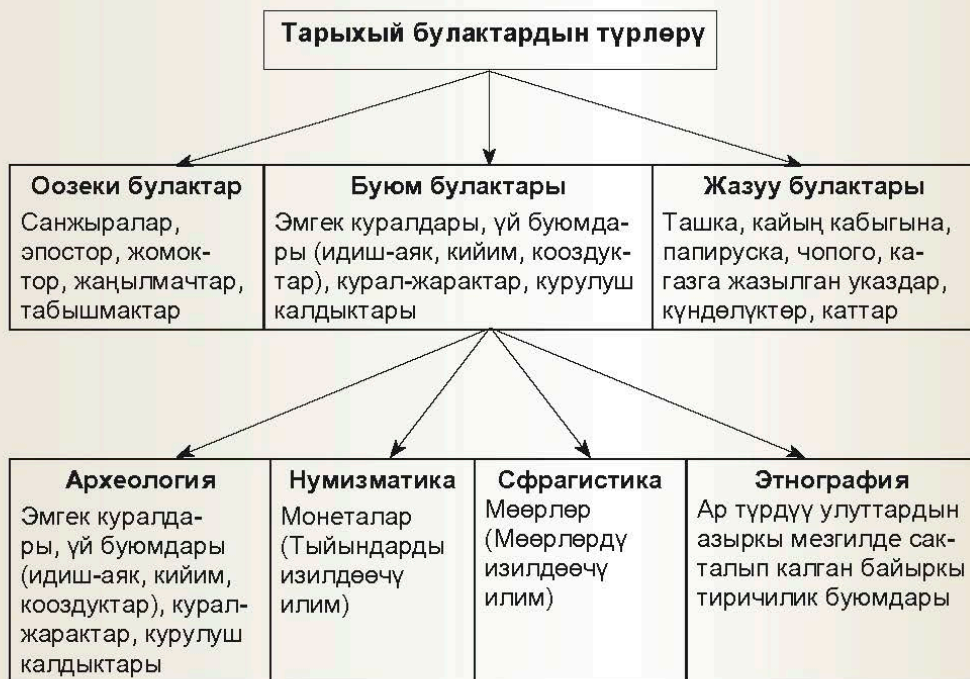 Тарыхый булактардын түрлөрү
Оозеки булактар
Санжыралар,
эпостор, жомок-
тор, жаңылмачтар,
табышмактар
Буюм булактары
Эмгек куралдары, үй буюмда-
ры (идиш-аяк, кийим, кооздук-
тар), курал-жарактар, курулуш
калдыктары
Жазуу булактары
Ташка, кайың кабыгына,
папируска, чопого, ка-
газга жазылган указдар,
күндөлүктөр, каттар
Археология
Эмгек куралда-
ры, үй буюмдары
(идиш-аяк, кийим,
кооздуктар), курал-
жарактар, курулуш
калдыктары
Нумизматика
Монеталар
(Тыйындарды
изилдөөчү
илим)
Сфрагистика
Мөөрлөр
(Мөөрлөрдү
изилдөөчү
илим)
Этнография
Ар түрдүү улуттардын
азыркы мезгилде сак-
талып калган байыркы
тиричилик буюмдары